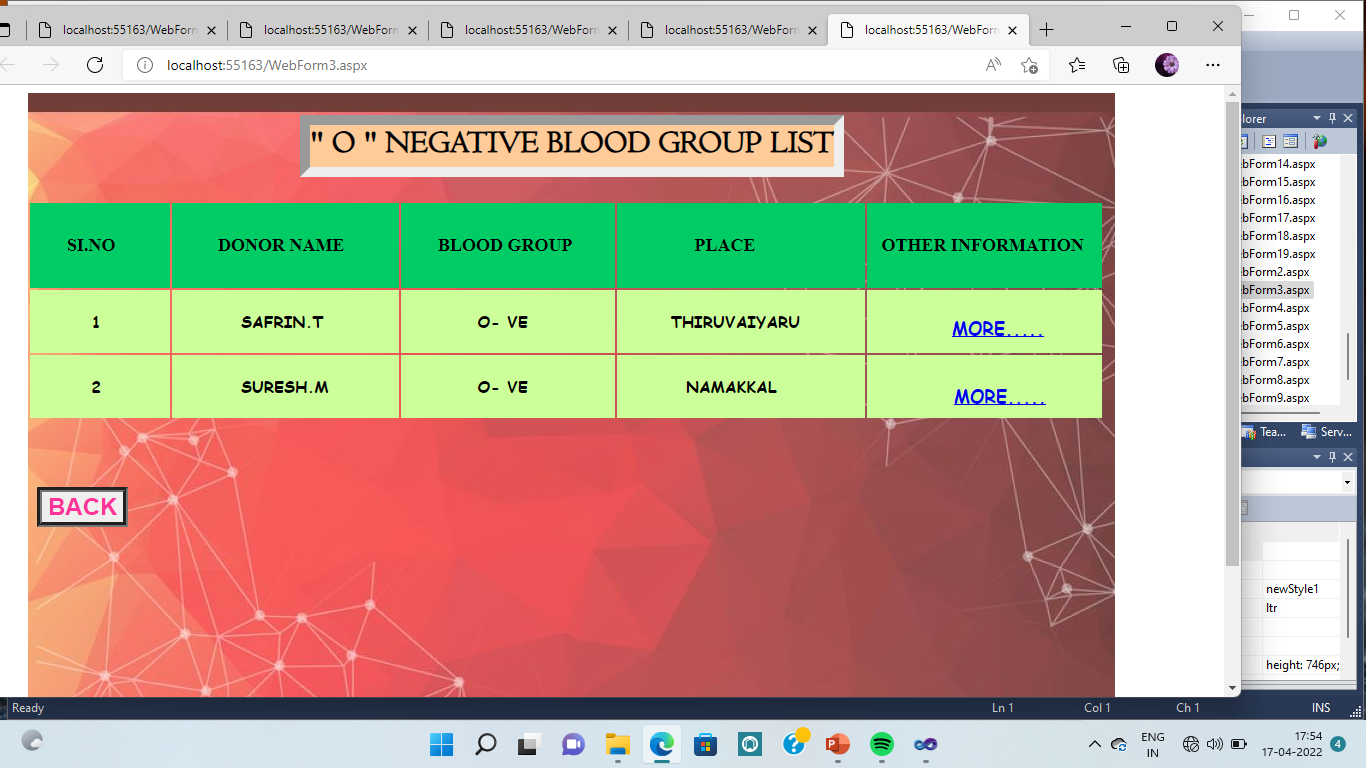 localhost:55163/WebForm
localhost:55163/WebForm
localhost:55163/WebForm
localhost:55163/WebForm
localhost:55163/WebForm
localhost:55163/WebForm3.aspx
" O " NEGATIVE BLOOD GROUP LIST
SI.NO DONOR NAME BLOOD GROUP PLACE OTHER INFORMATION
1 SAFRIN.T O- VE THIRUVAIYARU MORE.....
2 SURESH.M O- VE NAMAKKAL MORE.....
BACK
plorer
bForm14.aspx
bForm15.aspx
bForm16.aspx
bForm17.aspx
bForm18.aspx
bForm19.aspx
bForm2.aspx
bForm3.aspx
bForm4.aspx
bForm5.aspx
bForm6.aspx
bForm7.aspx
bForm8.aspx
bForm9.aspx
Tea... Serv...
newStyle1
ltr
height: 746px;
Ready Ln 1 Col 1 Ch 1 INS
ENG
IN
17:54
17-04-2022
4